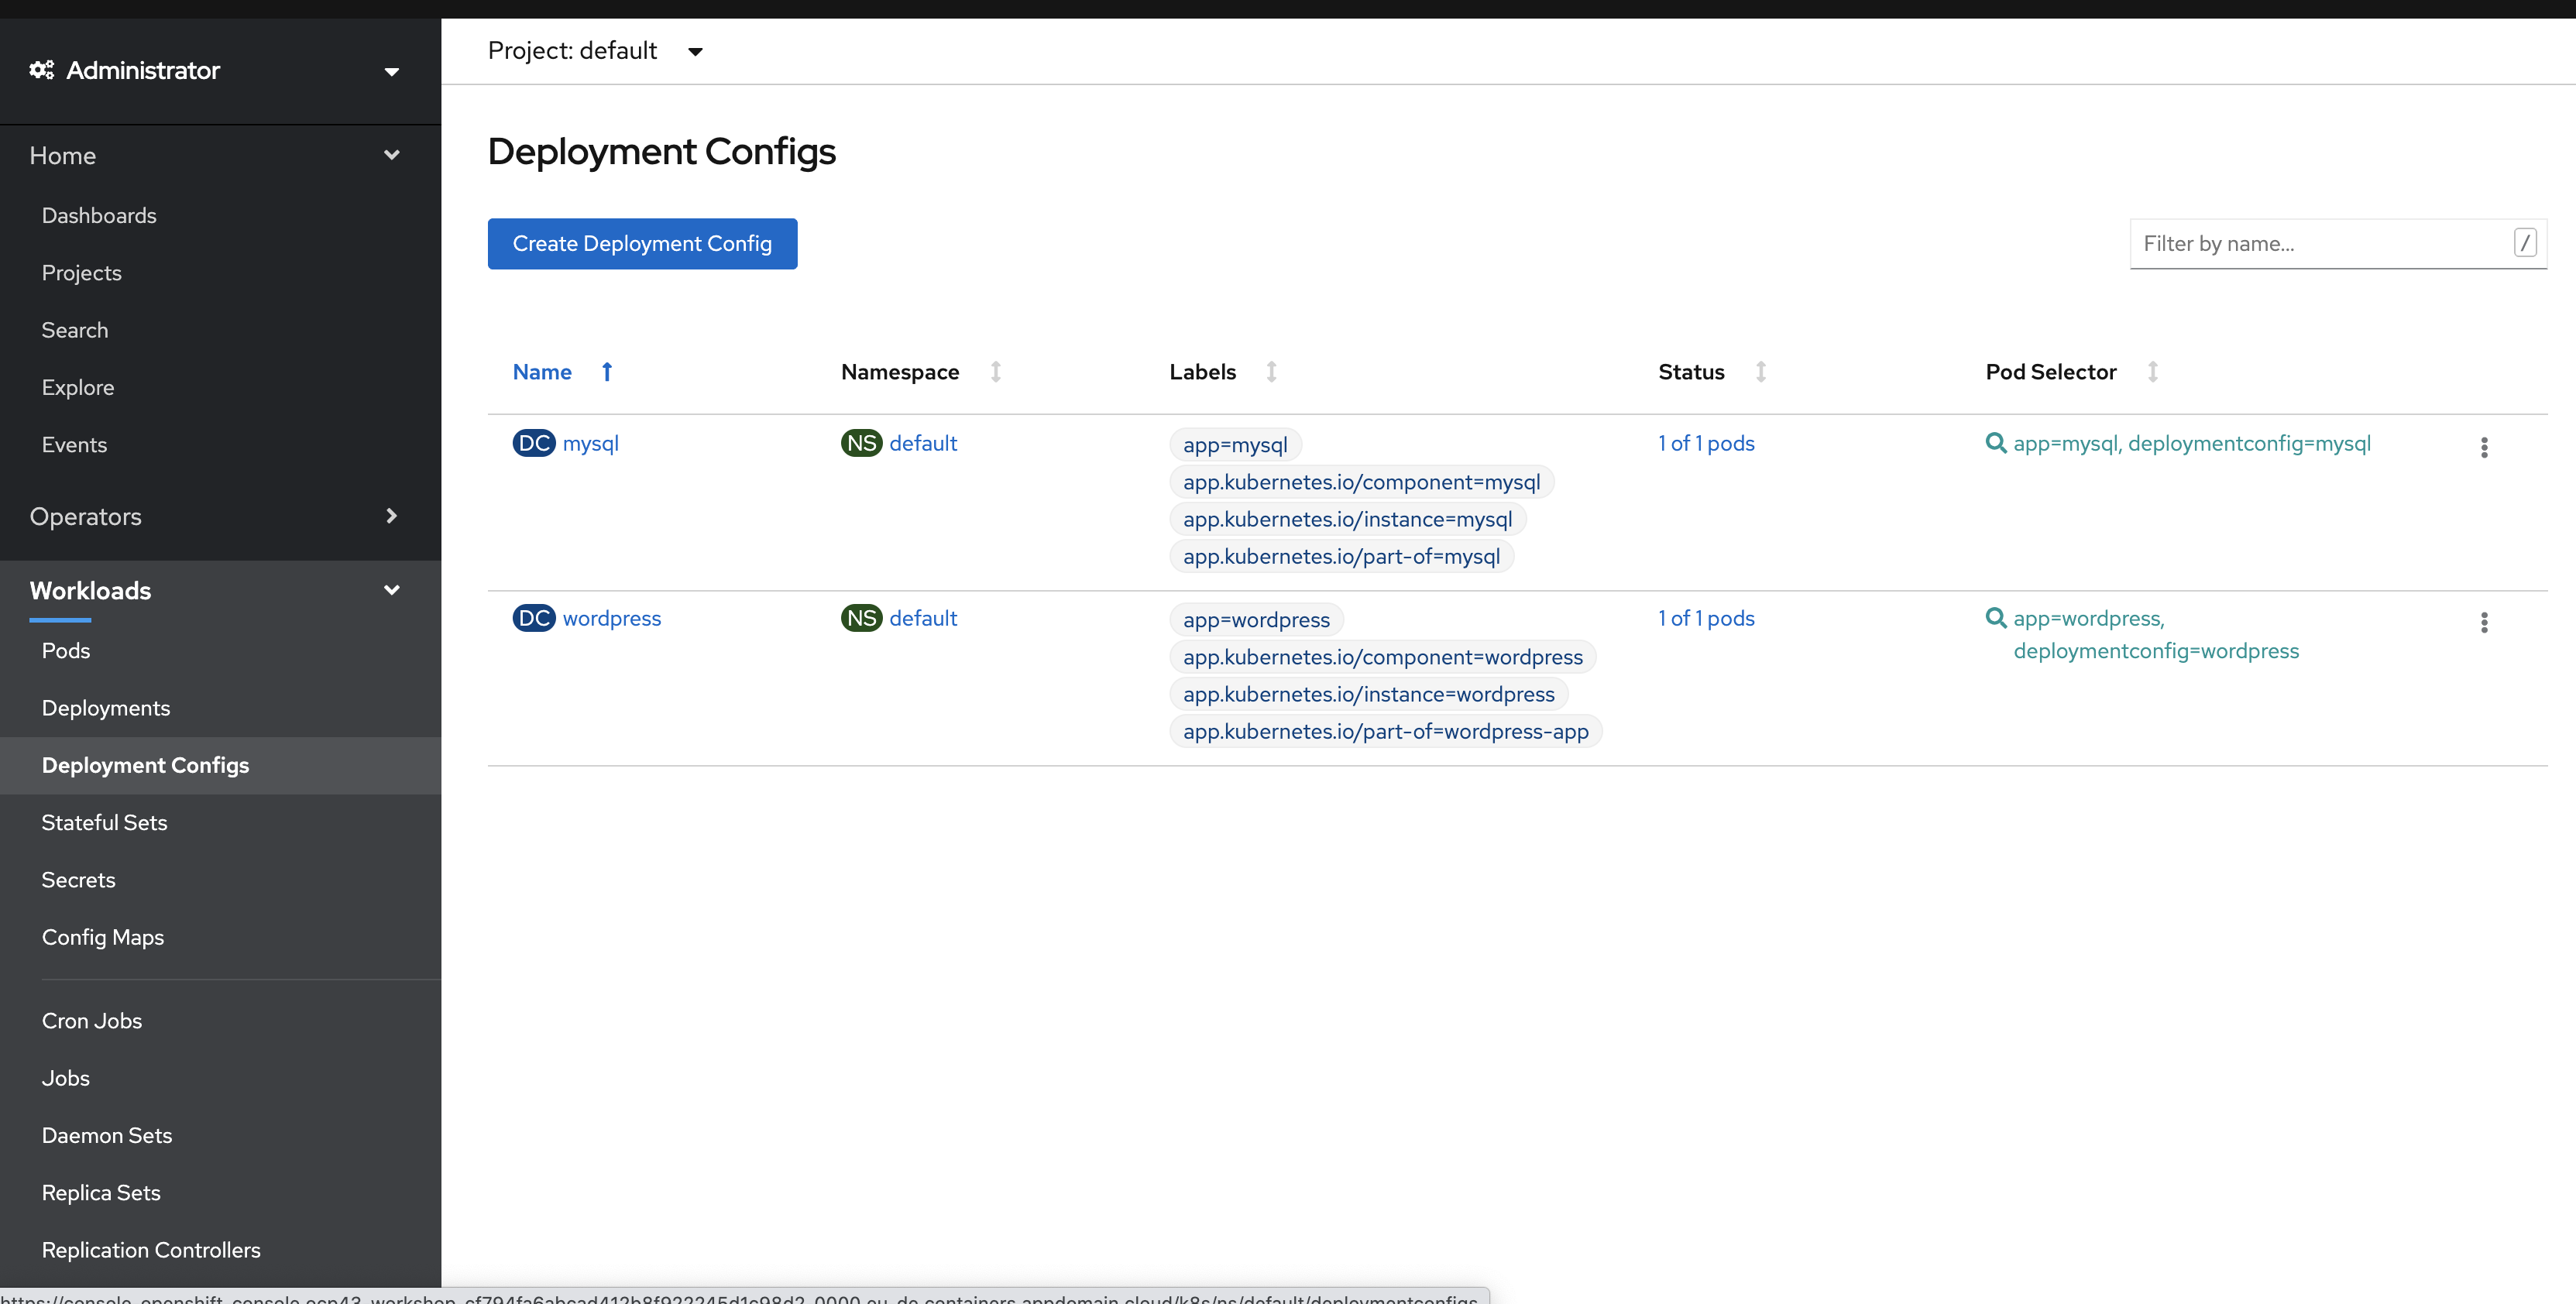 Administrator
Home
Dashboards
Projects
Search
Explore
Events
Operators
Workloads
Pods
Deployments
Deployment Configs
Stateful Sets
Secrets
Config Maps
Cron Jobs
Jobs
Daemon Sets
Replica Sets
Replication Controllers
Project: default
Deployment Configs
Create Deployment Config
Filter by name... /
Name Namespace Labels Status Pod Selector
DC mysql NS default app=mysql 1 of 1 pods app=mysql, deploymentconfig=mysql
app.kubernetes.io/component=mysql
app.kubernetes.io/instance=mysql
app.kubernetes.io/part-of=mysql
DC wordpress NS default app=wordpress 1 of 1 pods app=wordpress,
deploymentconfig=wordpress
app.kubernetes.io/component=wordpress
app.kubernetes.io/instance=wordpress
app.kubernetes.io/part-of=wordpress-app